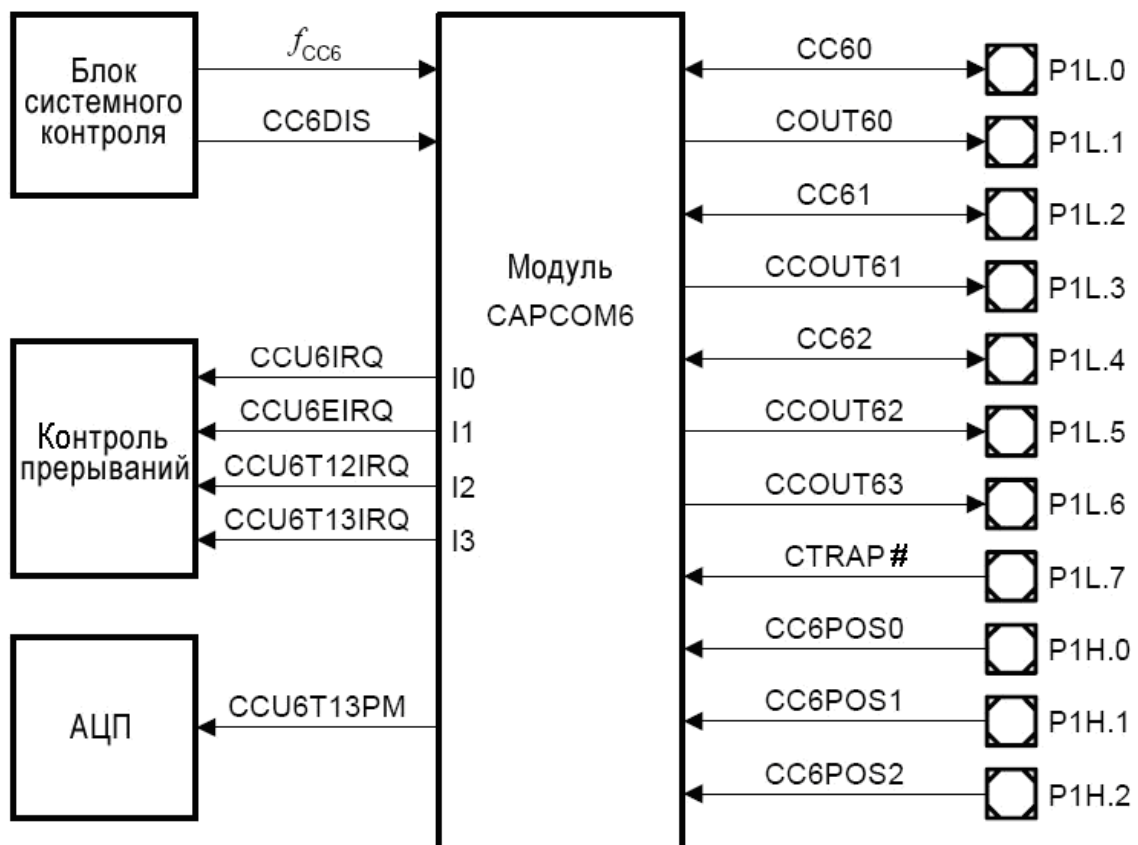 Блок
системного
контроля
fCC6
CC6DIS
Контроль
прерываний
CCU6IRQ
CCU6EIRQ
CCU6T12IRQ
CCU6T13IRQ
АЦП
CCU6T13PM
Модуль
CAPCOM6
I0
I1
I2
I3
CC60 P1L.0
COUT60 P1L.1
CC61 P1L.2
CCOUT61 P1L.3
CC62 P1L.4
CCOUT62 P1L.5
CCOUT63 P1L.6
CTRAP# P1L.7
CC6POS0 P1H.0
CC6POS1 P1H.1
CC6POS2 P1H.2